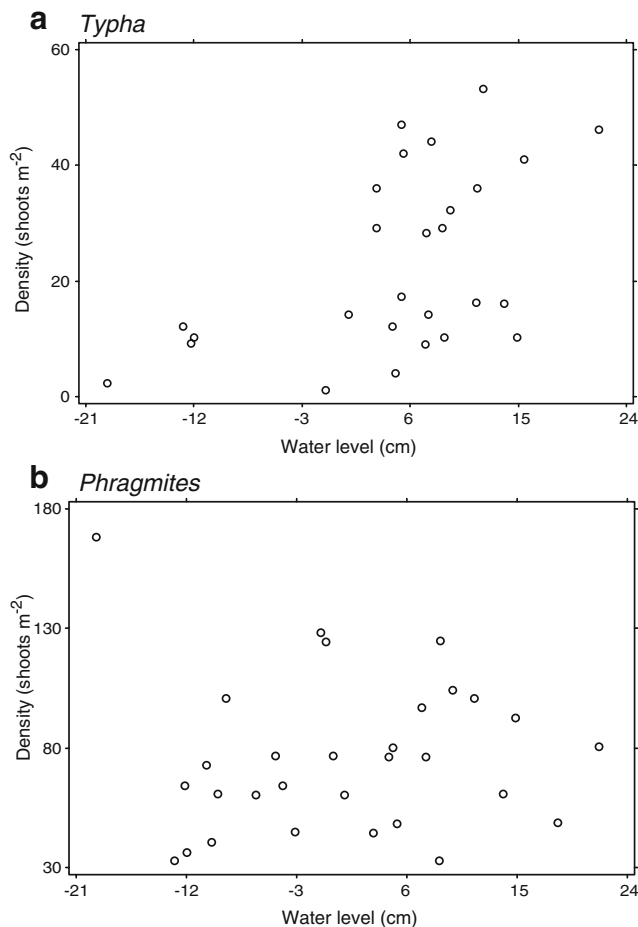 a Typha
60
40
20
0
Density (shoots m-2)
-21 -12 -3 6 15 24
Water level (cm)
b Phragmites
180
130
80
30
Density (shoots m-2)
-21 -12 -3 6 15 24
Water level (cm)